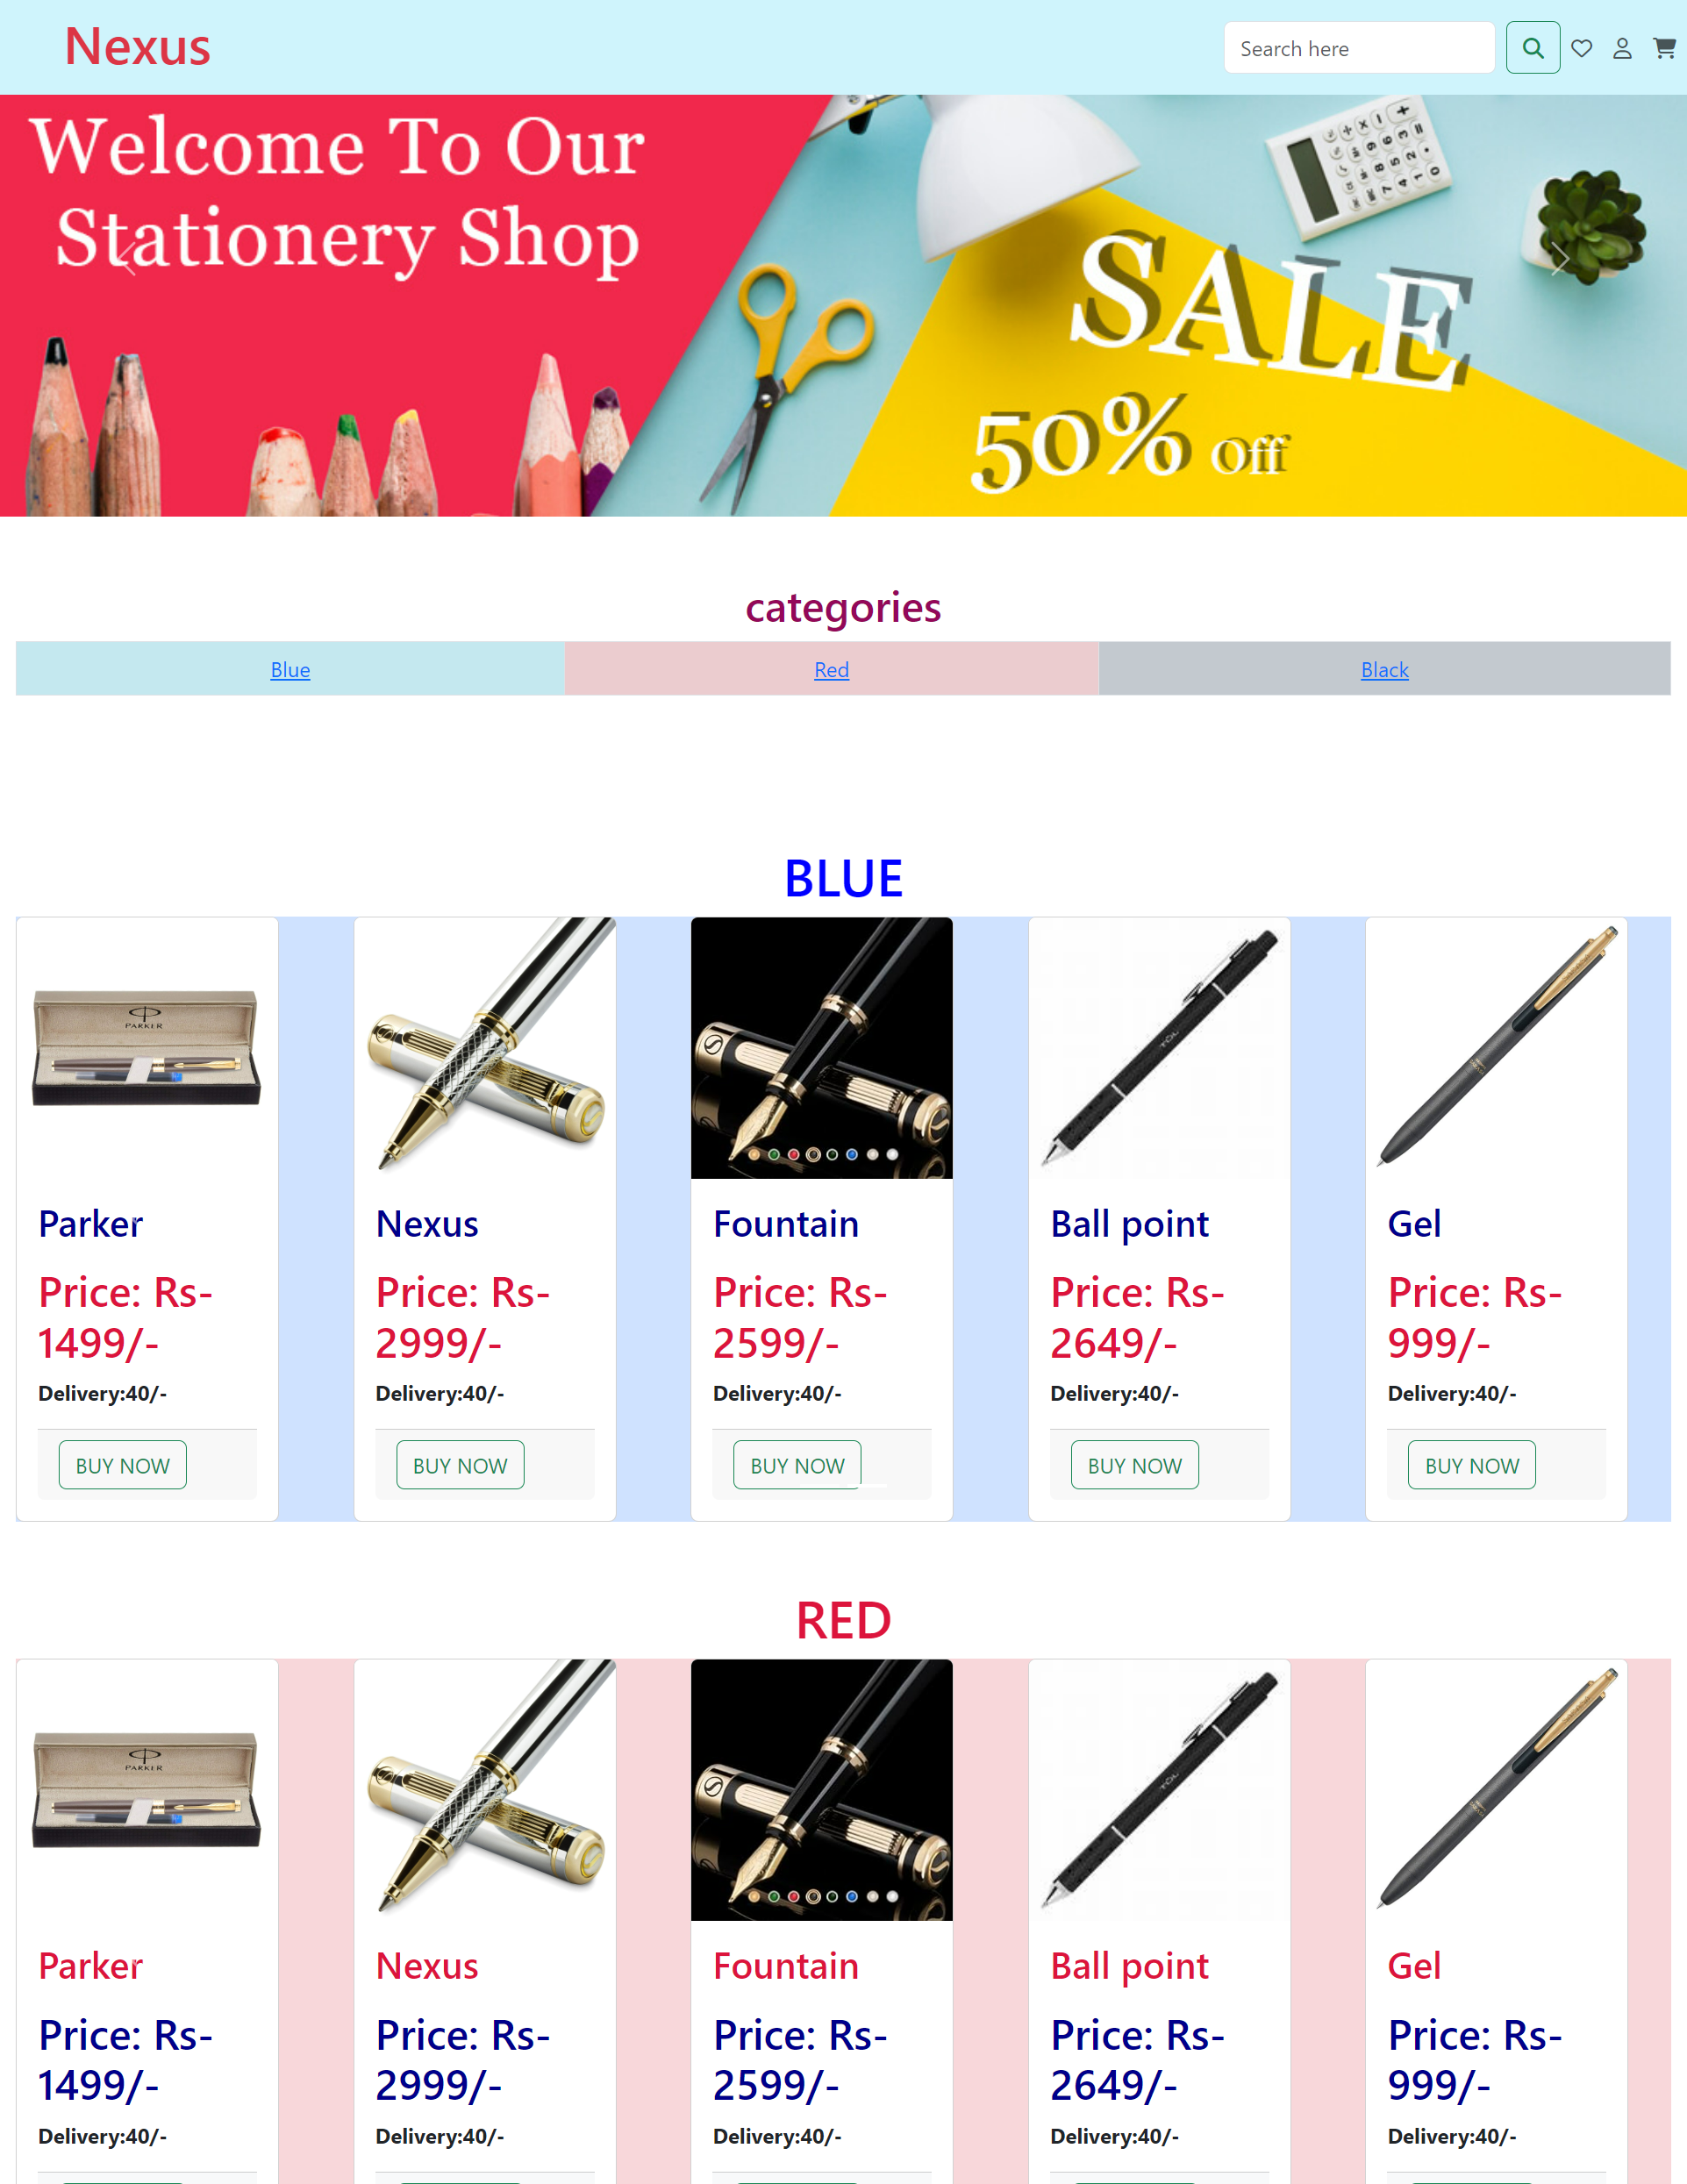 Nexus
Search here
Welcome To Our
Stationery Shop
SALE
50% Off
categories
Blue
Red
Black
BLUE
PARKER
Parker
Price: Rs-
1499/-
Delivery:40/-
BUY NOW
Nexus
Price: Rs-
2999/-
Delivery:40/-
BUY NOW
Fountain
Price: Rs-
2599/-
Delivery:40/-
BUY NOW
Ball point
Price: Rs-
2649/-
Delivery:40/-
BUY NOW
Gel
Price: Rs-
999/-
Delivery:40/-
BUY NOW
RED
PARKER
Parker
Price: Rs-
1499/-
Delivery:40/-
Nexus
Price: Rs-
2999/-
Delivery:40/-
Fountain
Price: Rs-
2599/-
Delivery:40/-
Ball point
Price: Rs-
2649/-
Delivery:40/-
Gel
Price: Rs-
999/-
Delivery:40/-